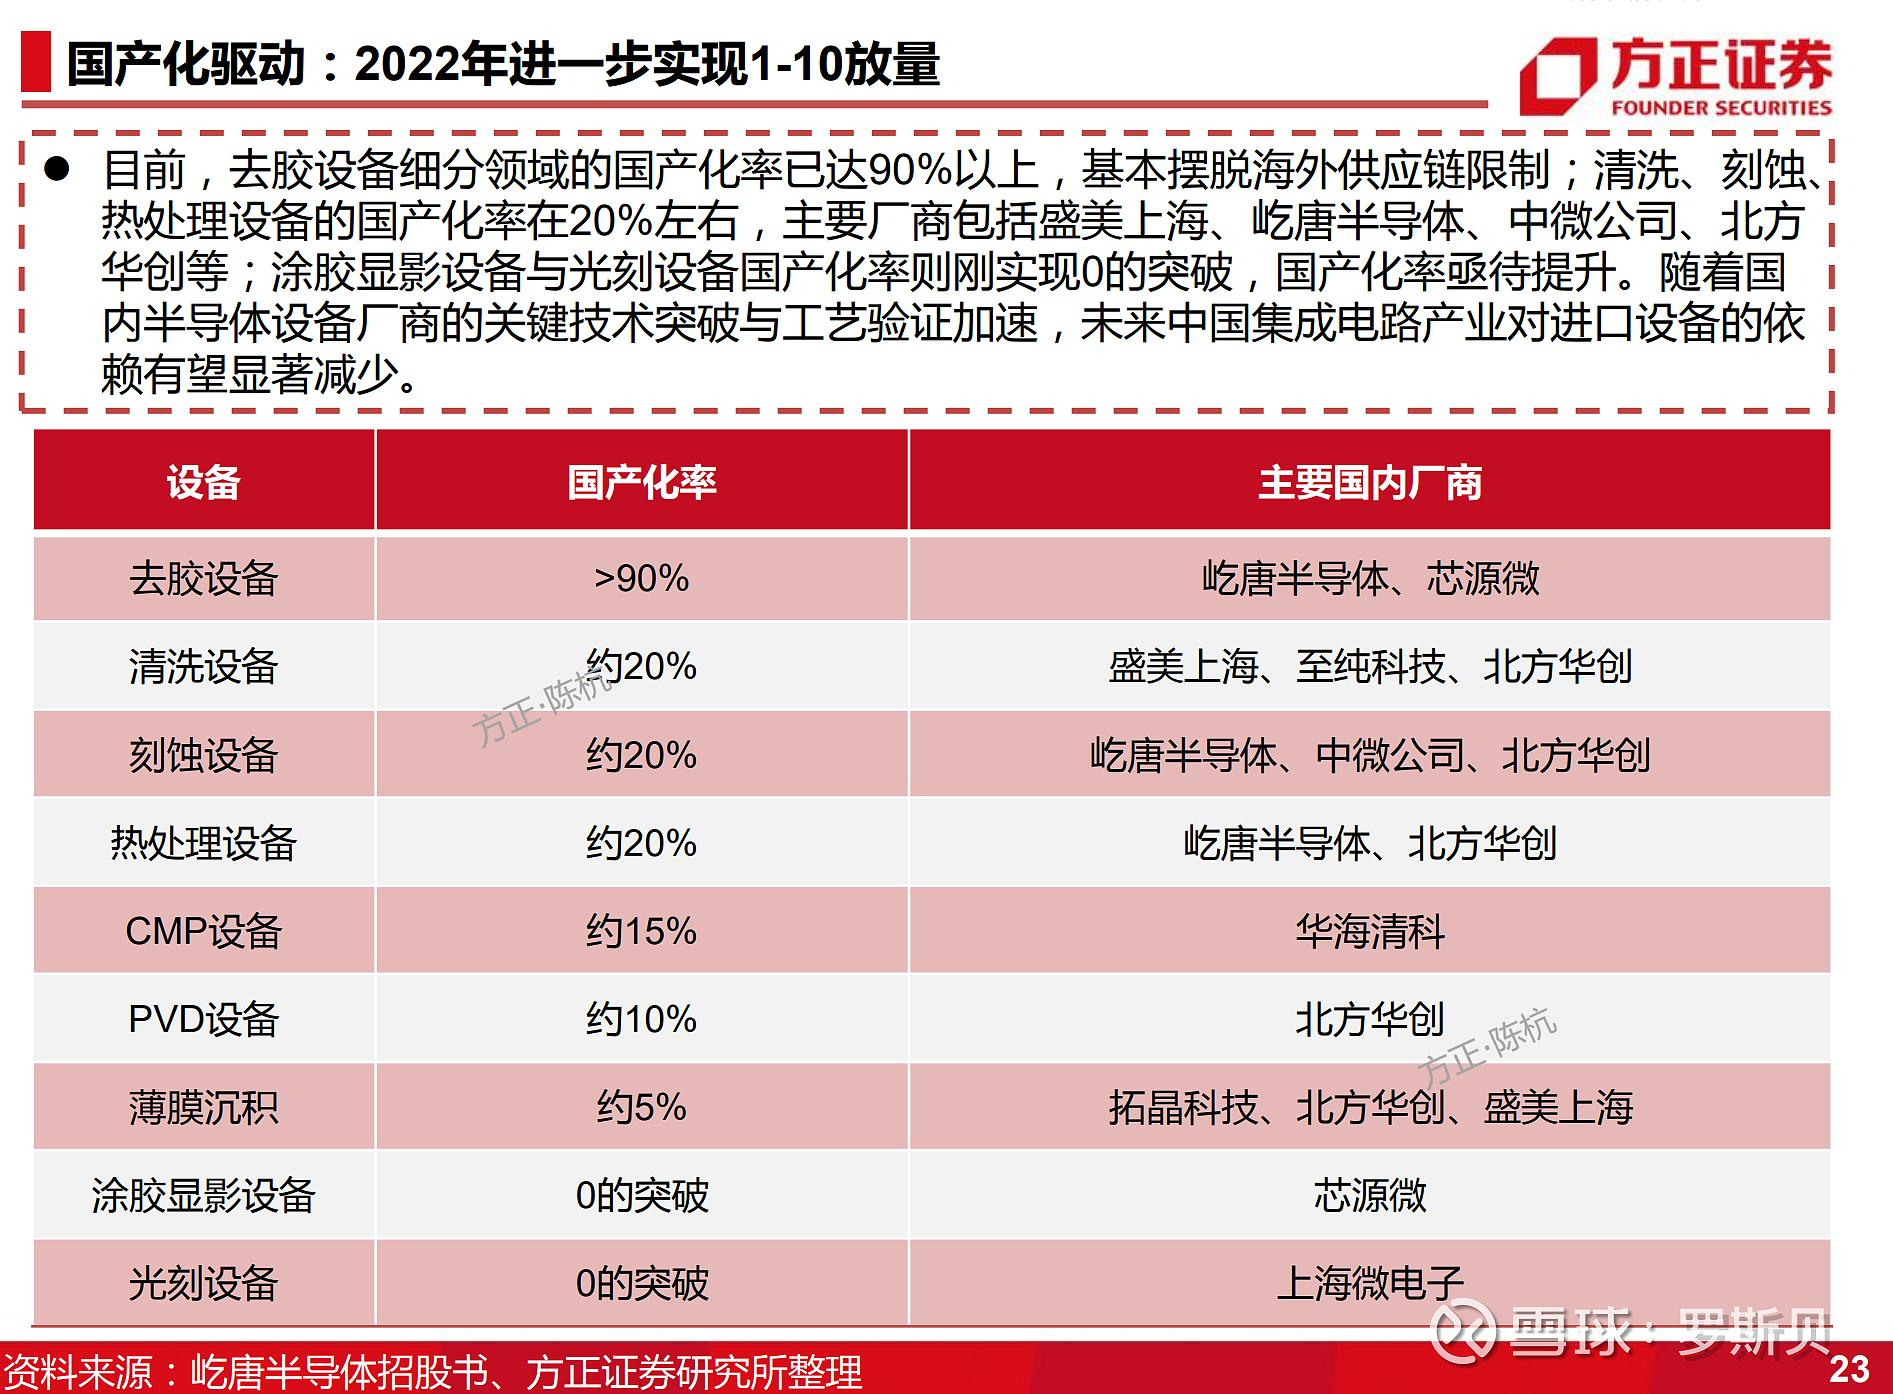 国产化驱动：2022年进一步实现1-10放量
方正证券
FOUNDER SECURITIES
● 目前，去胶设备细分领域的国产化率已达90%以上，基本摆脱海外供应链限制；清洗、刻蚀、
热处理设备的国产化率在20%左右，主要厂商包括盛美上海、屹唐半导体、中微公司、北方
华创等；涂胶显影设备与光刻设备国产化率则刚实现0的突破，国产化率亟待提升。随着国
内半导体设备厂商的关键技术突破与工艺验证加速，未来中国集成电路产业对进口设备的依
赖有望显著减少。
设备 国产化率 主要国内厂商
去胶设备 >90% 屹唐半导体、芯源微
清洗设备 约20% 盛美上海、至纯科技、北方华创
方正·陈杭
刻蚀设备 约20% 屹唐半导体、中微公司、北方华创
热处理设备 约20% 屹唐半导体、北方华创
CMP设备 约15% 华海清科
PVD设备 约10% 北方华创
方正·陈杭
薄膜沉积 约5% 拓晶科技、北方华创、盛美上海
涂胶显影设备 0的突破 芯源微
光刻设备 0的突破 上海微电子
雪球：罗斯贝
资料来源：屹唐半导体招股书、方正证券研究所整理
23